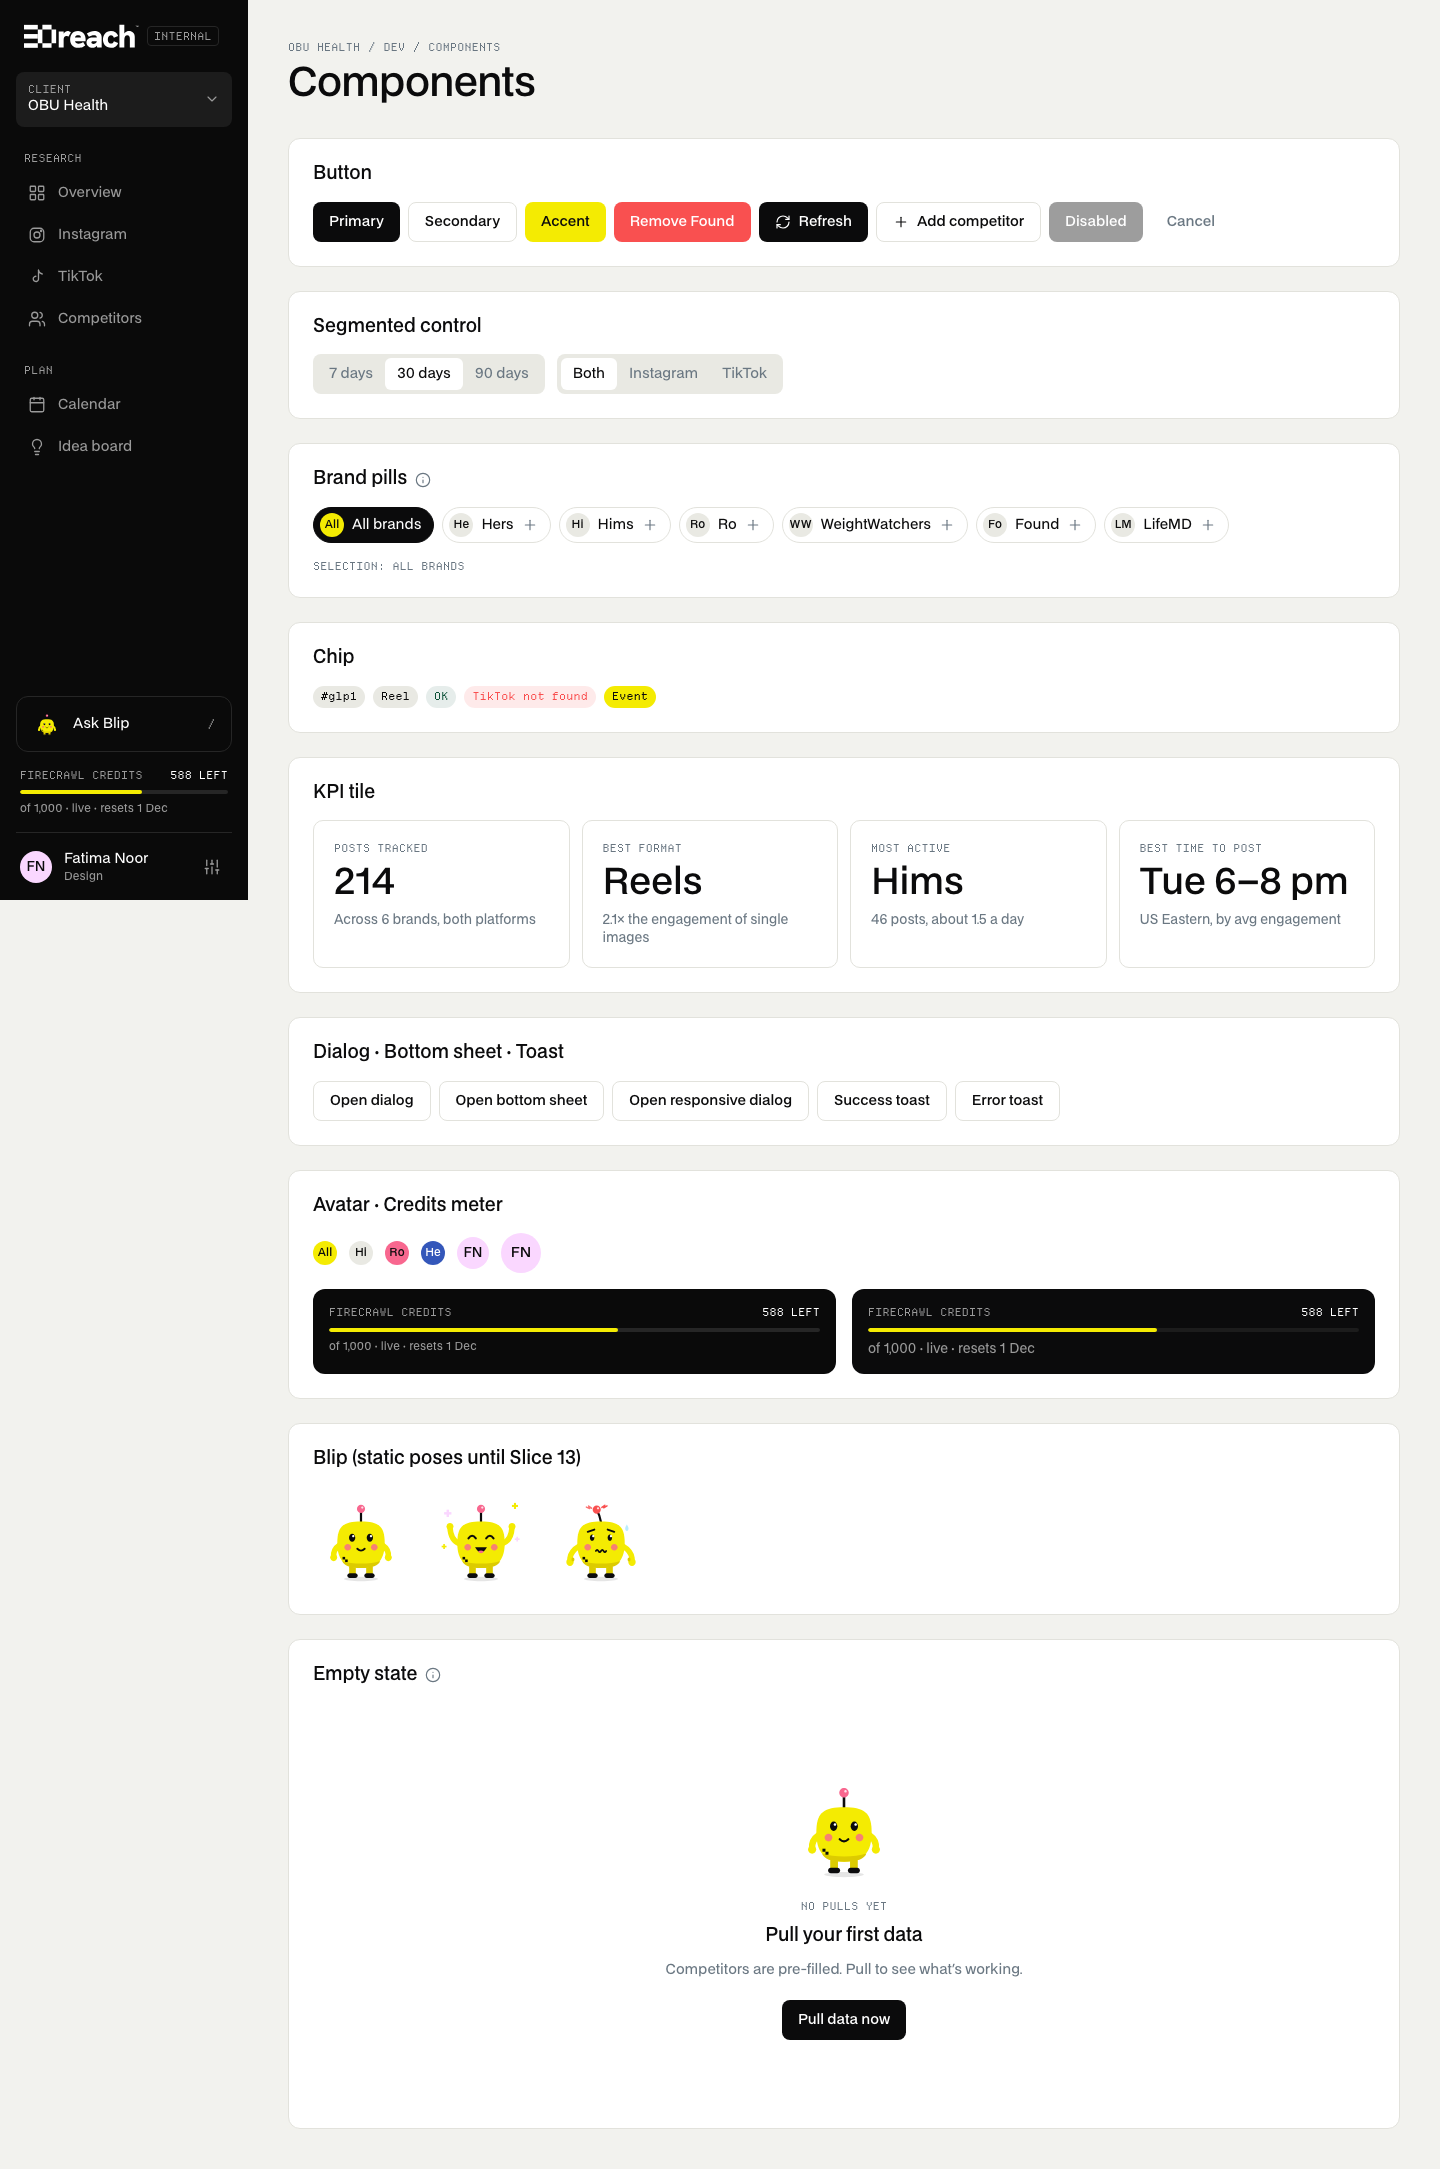 reach INTERNAL
CLIENT
OBU Health
RESEARCH
Overview
Instagram
TikTok
Competitors
PLAN
Calendar
Idea board
Ask Blip /
FIRECRAWL CREDITS 588 LEFT
of 1,000 · live · resets 1 Dec
FN Fatima Noor
Design
OBU HEALTH / DEV / COMPONENTS
Components
Button
Primary Secondary Accent Remove Found Refresh Add competitor Disabled Cancel
Segmented control
7 days 30 days 90 days Both Instagram TikTok
Brand pills
All All brands He Hers Hi Hims Ro Ro WW WeightWatchers Fo Found LM LifeMD
SELECTION: ALL BRANDS
Chip
#glp1 Reel OK TikTok not found Event
KPI tile
POSTS TRACKED
214
Across 6 brands, both platforms
BEST FORMAT
Reels
2.1× the engagement of single
images
MOST ACTIVE
Hims
46 posts, about 1.5 a day
BEST TIME TO POST
Tue 6–8 pm
US Eastern, by avg engagement
Dialog · Bottom sheet · Toast
Open dialog Open bottom sheet Open responsive dialog Success toast Error toast
Avatar · Credits meter
All Hi Ro He FN FN
FIRECRAWL CREDITS 588 LEFT
of 1,000 · live · resets 1 Dec
FIRECRAWL CREDITS 588 LEFT
of 1,000 · live · resets 1 Dec
Blip (static poses until Slice 13)
Empty state
NO PULLS YET
Pull your first data
Competitors are pre-filled. Pull to see what's working.
Pull data now